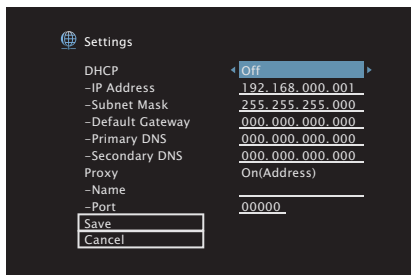 Settings
DHCP Off
–IP Address 192.168.000.001
–Subnet Mask 255.255.255.000
–Default Gateway 000.000.000.000
–Primary DNS 000.000.000.000
–Secondary DNS 000.000.000.000
Proxy On(Address)
–Name
–Port 00000
Save
Cancel